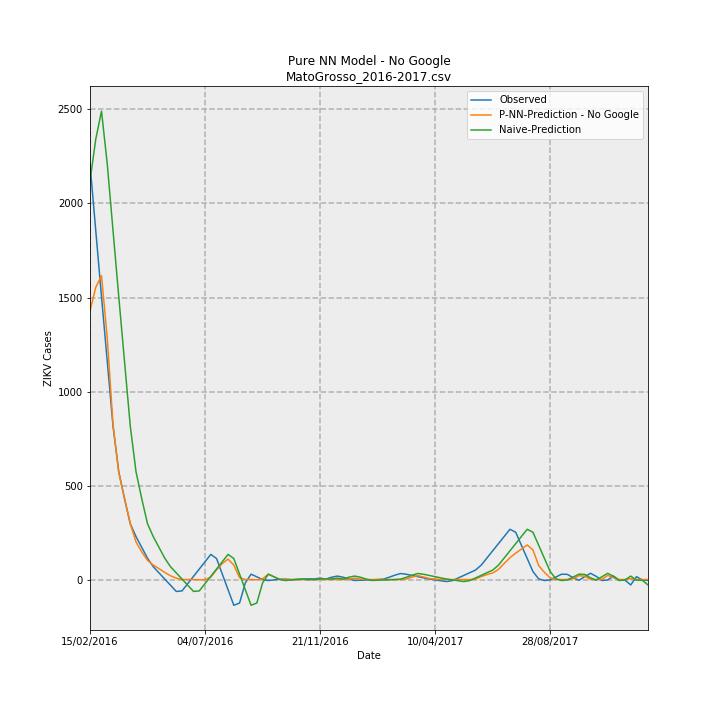 Pure NN Model - No Google
MatoGrosso_2016-2017.csv
Observed
P-NN-Prediction - No Google
Naive-Prediction
2500
2000
1500
1000
500
0
ZIKV Cases
15/02/2016
04/07/2016
21/11/2016
10/04/2017
28/08/2017
Date